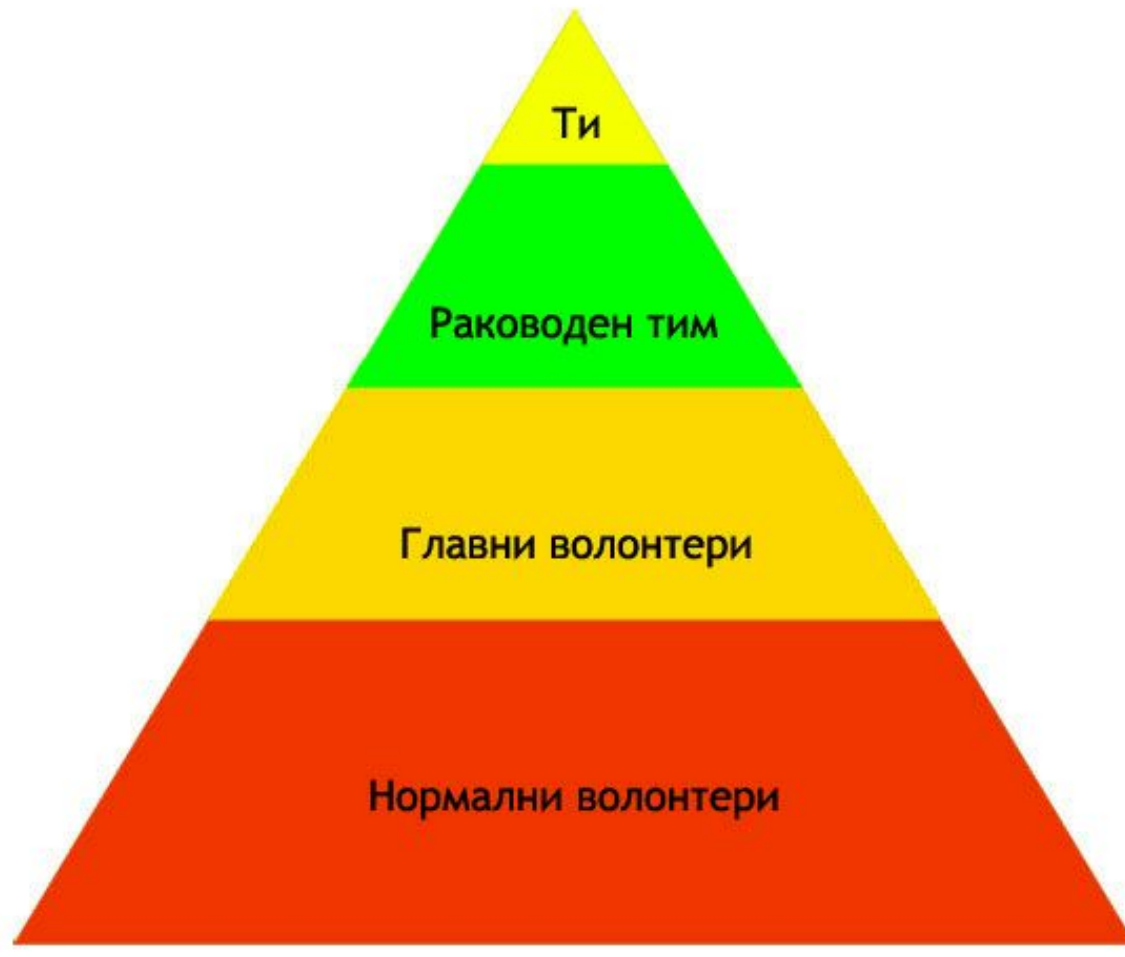 Ти
Раководен тим
Главни волонтери
Нормални волонтери